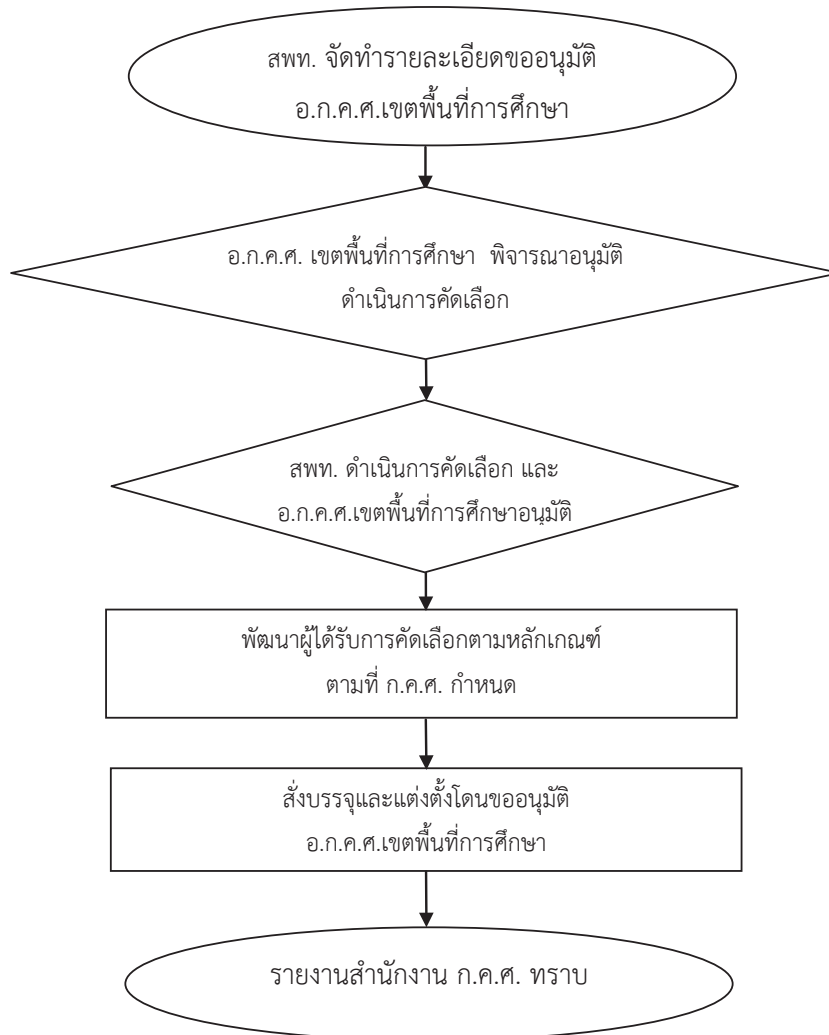 สพท. จัดทำรายละเอียดขออนุมัติ
อ.ก.ค.ศ.เขตพื้นที่การศึกษา
อ.ก.ค.ศ. เขตพื้นที่การศึกษา พิจารณาอนุมัติ
ดำเนินการคัดเลือก
สพท. ดำเนินการคัดเลือก และ
อ.ก.ค.ศ.เขตพื้นที่การศึกษาอนุมัติ
พัฒนาผู้ได้รับการคัดเลือกตามหลักเกณฑ์
ตามที่ ก.ค.ศ. กำหนด
สั่งบรรจุและแต่งตั้งโดนขออนุมัติ
อ.ก.ค.ศ.เขตพื้นที่การศึกษา
รายงานสำนักงาน ก.ค.ศ. ทราบ